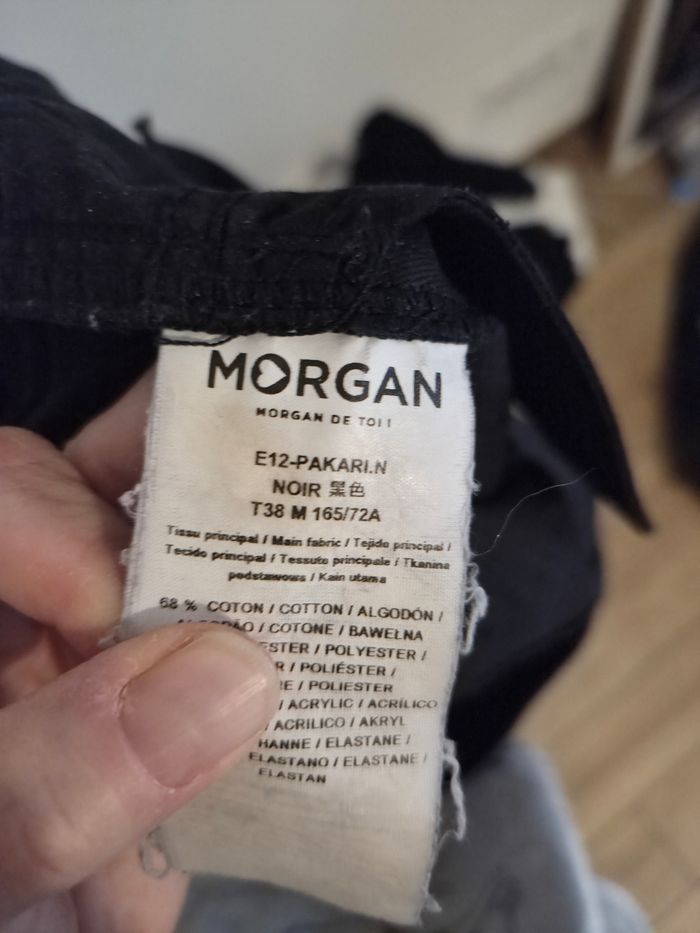 MORGAN
MORGAN DE TOI !
E12-PAKARI.N
NOIR 黑色
T38 M 165/72A
Tissu principal / Main fabric / Tejido principal /
Tecido principal / Tessuto principale / Tkanina
podstawowa / Kain utama
68 % COTON / COTTON / ALGODÓN /
/ COTONE / BAWEŁNA
/ POLYESTER /
/ POLIÉSTER /
/ POLIESTER
/ ACRYLIC / ACRÍLICO
/ ACRILICO / AKRYL
/ ELASTANE /
ELASTANO / ELASTANE /
ELASTAN